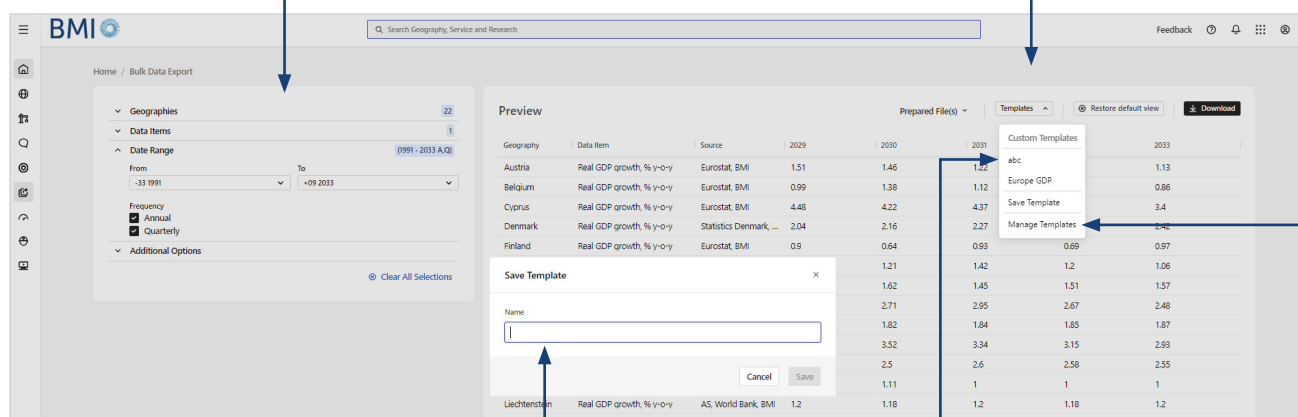 BMI
Search Geography, Service and Research
Feedback
Home / Bulk Data Export
Geographies 22
Data Items 1
Date Range (1991 - 2033 A,Q)
From To
-33 1991 +09 2033
Frequency
Annual
Quarterly
Additional Options
Clear All Selections
Preview Prepared File(s) Templates Restore default view Download
Custom Templates
abc
Europe GDP
Save Template
Manage Templates
Geography Data Item Source 2029 2030 2031 2033
Austria Real GDP growth, % y-o-y Eurostat, BMI 1.51 1.46 1.22 1.13
Belgium Real GDP growth, % y-o-y Eurostat, BMI 0.99 1.38 1.12 0.86
Cyprus Real GDP growth, % y-o-y Eurostat, BMI 4.48 4.22 4.37 3.4
Denmark Real GDP growth, % y-o-y Statistics Denmark, ... 2.04 2.16 2.27 2.42
Finland Real GDP growth, % y-o-y Eurostat, BMI 0.9 0.64 0.93 0.69 0.97
1.21 1.42 1.2 1.06
1.62 1.45 1.51 1.57
2.71 2.95 2.67 2.48
1.82 1.84 1.85 1.87
3.52 3.34 3.15 2.93
2.5 2.6 2.58 2.55
1.11 1 1 1
Liechtenstein Real GDP growth, % y-o-y AS, World Bank, BMI 1.2 1.18 1.2 1.18 1.2
Save Template
Name
Cancel Save